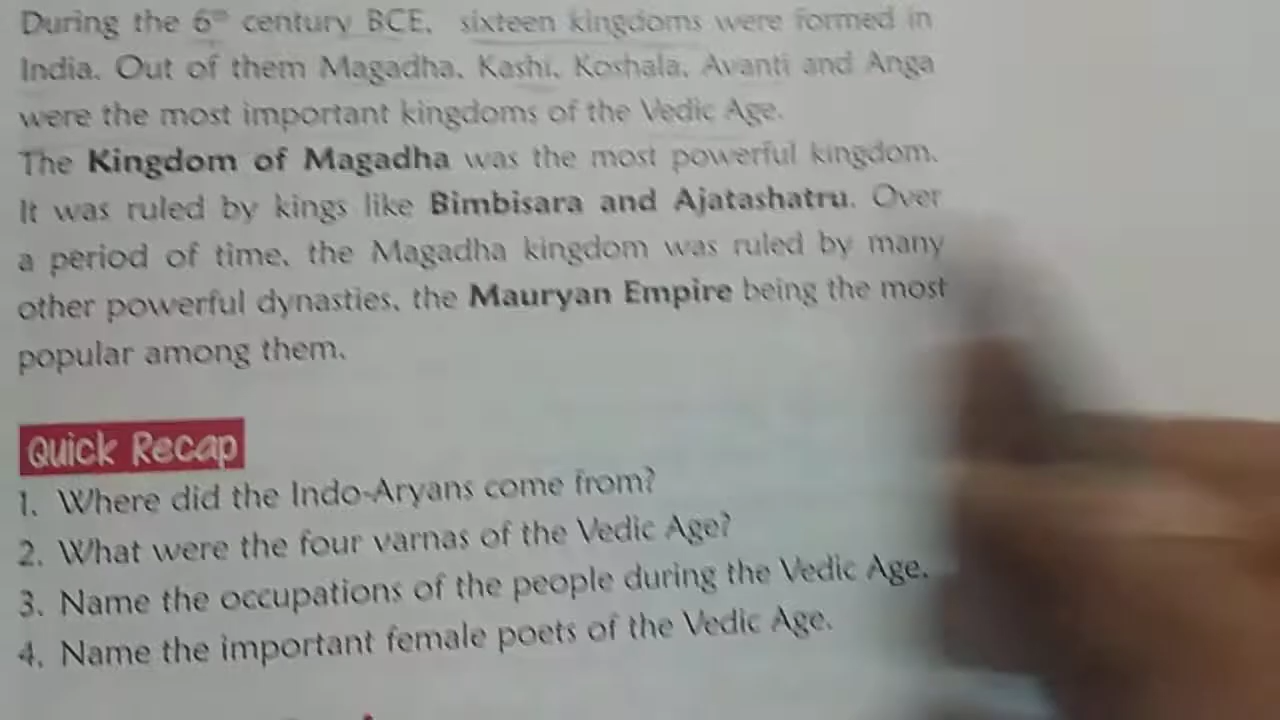 During the 6th century BCE, sixteen kingdoms were formed in
India. Out of them Magadha, Kashi, Koshala, Avanti and Anga
were the most important kingdoms of the Vedic Age.
The Kingdom of Magadha was the most powerful kingdom.
It was ruled by kings like Bimbisara and Ajatashatru. Over
a period of time, the Magadha kingdom was ruled by many
other powerful dynasties, the Mauryan Empire being the most
popular among them.
Quick Recap
1. Where did the Indo-Aryans come from?
2. What were the four varnas of the Vedic Age?
3. Name the occupations of the people during the Vedic Age.
4. Name the important female poets of the Vedic Age.